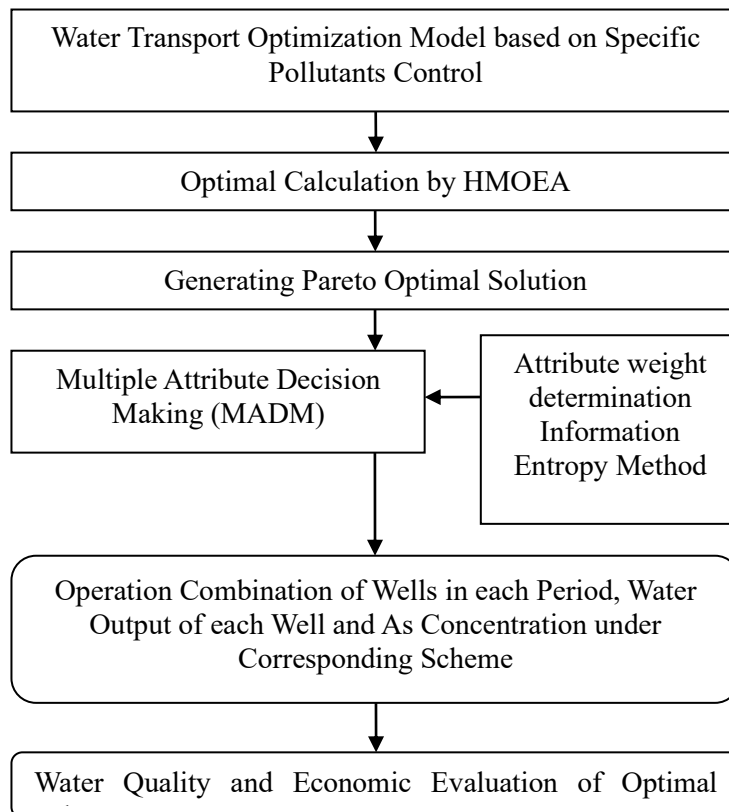 Water Transport Optimization Model based on Specific
Pollutants Control
Optimal Calculation by HMOEA
Generating Pareto Optimal Solution
Multiple Attribute Decision
Making (MADM)
Attribute weight
determination
Information
Entropy Method
Operation Combination of Wells in each Period, Water
Output of each Well and As Concentration under
Corresponding Scheme
Water Quality and Economic Evaluation of Optimal